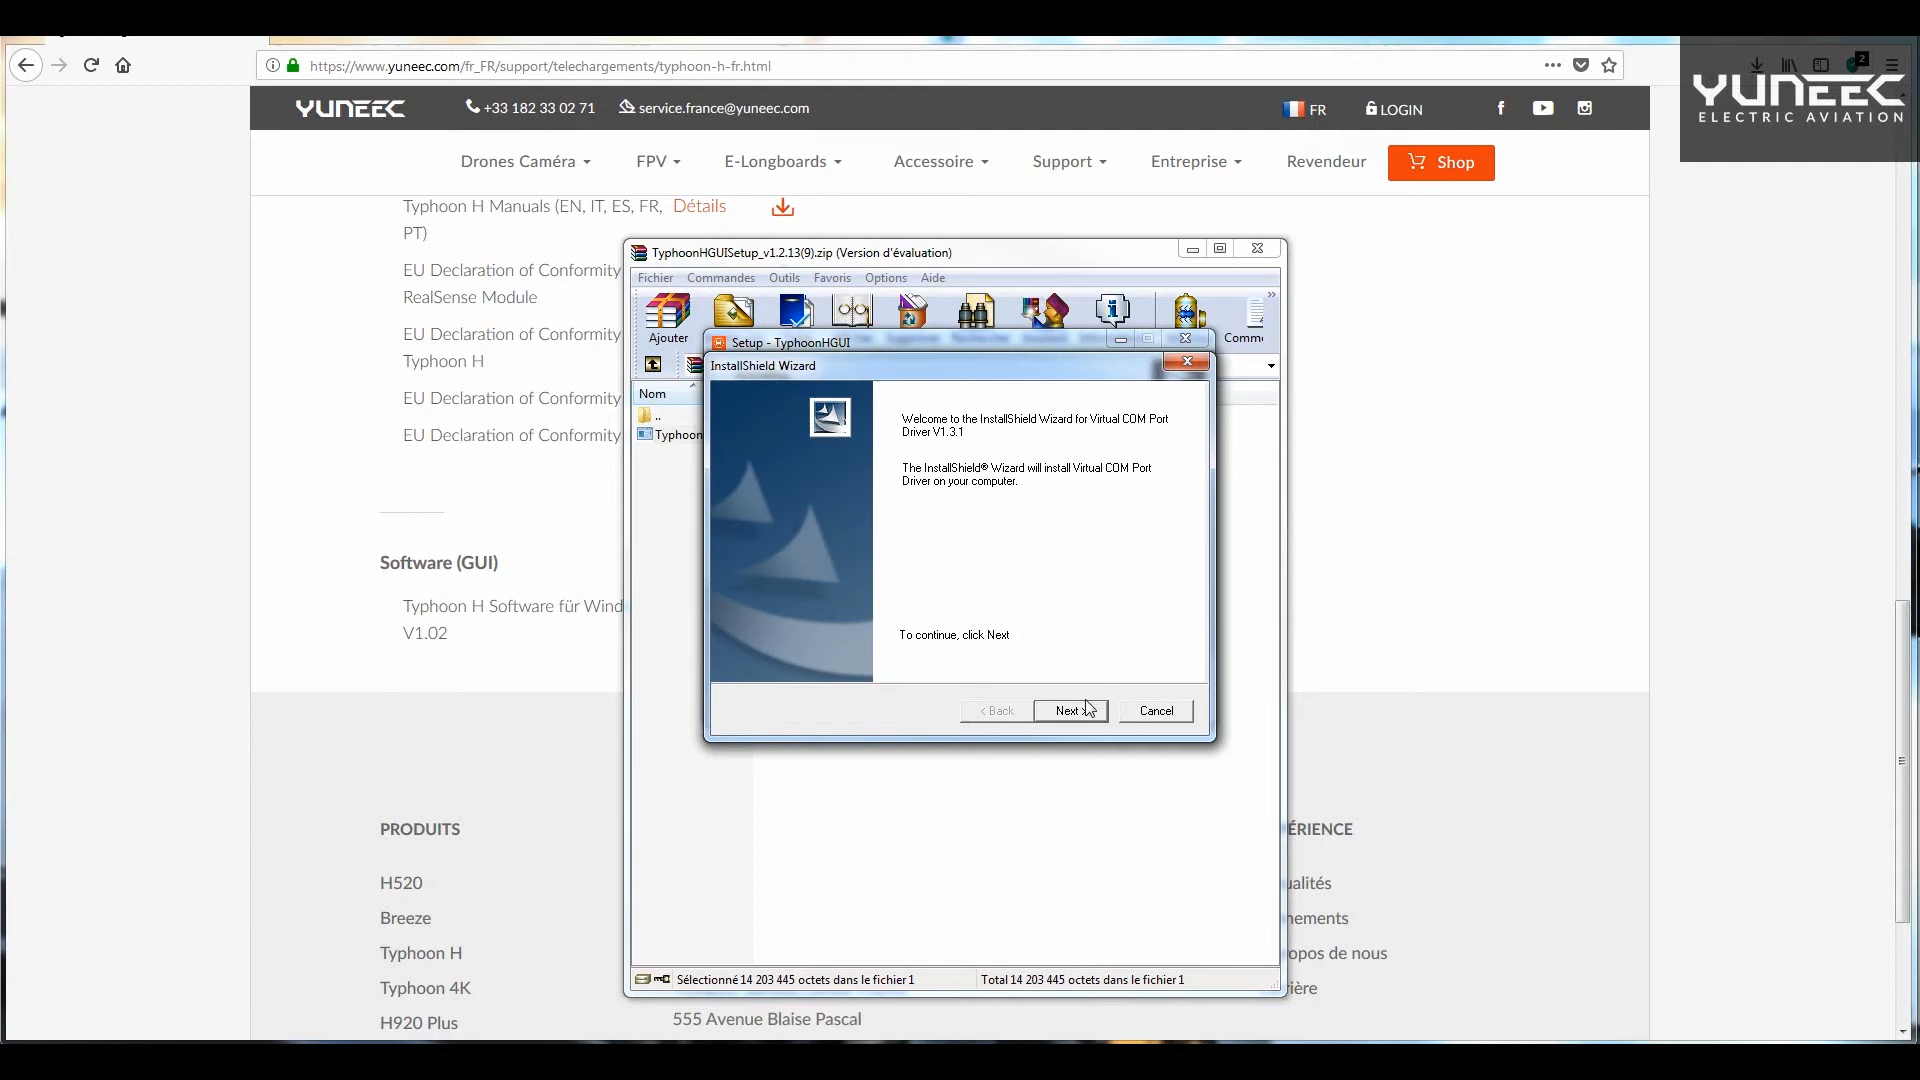 https://www.yuneec.com/fr_FR/support/telechargements/typhoon-h-fr.html
2
YUNEEC
ELECTRIC AVIATION
YUNEEC
+33 182 33 02 71
service.france@yuneec.com
FR
LOGIN
Drones Caméra
FPV
E-Longboards
Accessoire
Support
Entreprise
Revendeur
Shop
Typhoon H Manuals (EN, IT, ES, FR,
PT)
Détails
EU Declaration of Conformity
RealSense Module
EU Declaration of Conformity
Typhoon H
EU Declaration of Conformity
EU Declaration of Conformity
Software (GUI)
Typhoon H Software für Wind
V1.02
TyphoonHGUISetup_v1.2.13(9).zip (Version d'évaluation)
Fichier
Commandes
Outils
Favoris
Options
Aide
Ajouter
Comme
Nom
..
Typhoon
Setup - TyphoonHGUI
InstallShield Wizard
Welcome to the InstallShield Wizard for Virtual COM Port
Driver V1.3.1
The InstallShield® Wizard will install Virtual COM Port
Driver on your computer.
To continue, click Next
< Back
Next >
Cancel
Sélectionné 14 203 445 octets dans le fichier 1
Total 14 203 445 octets dans le fichier 1
PRODUITS
H520
Breeze
Typhoon H
Typhoon 4K
H920 Plus
555 Avenue Blaise Pascal
ÉRIENCE
ualités
nements
opos de nous
rière